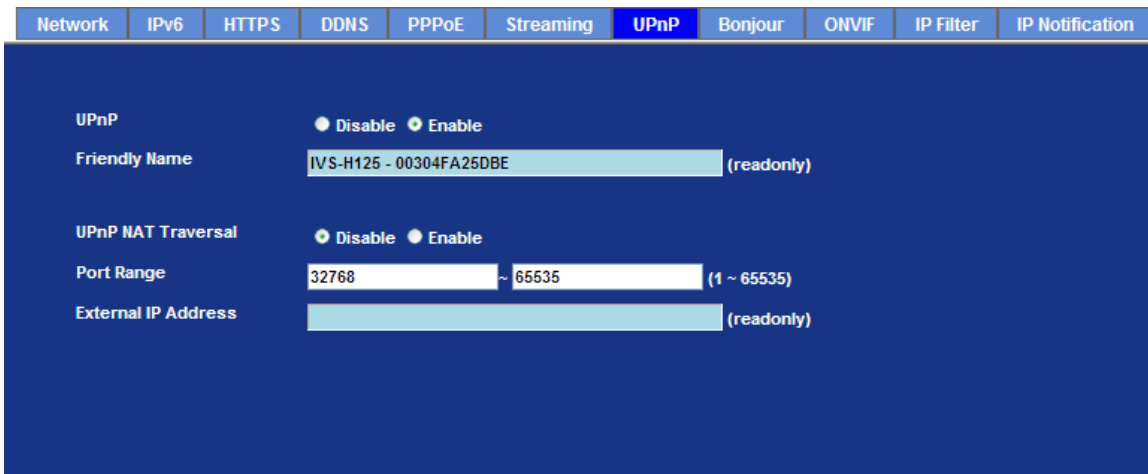 Network IPv6 HTTPS DDNS PPPoE Streaming UPnP Bonjour ONVIF IP Filter IP Notification
UPnP Disable Enable
Friendly Name IVS-H125 - 00304FA25DBE (readonly)
UPnP NAT Traversal Disable Enable
Port Range 32768 ~ 65535 (1 ~ 65535)
External IP Address (readonly)